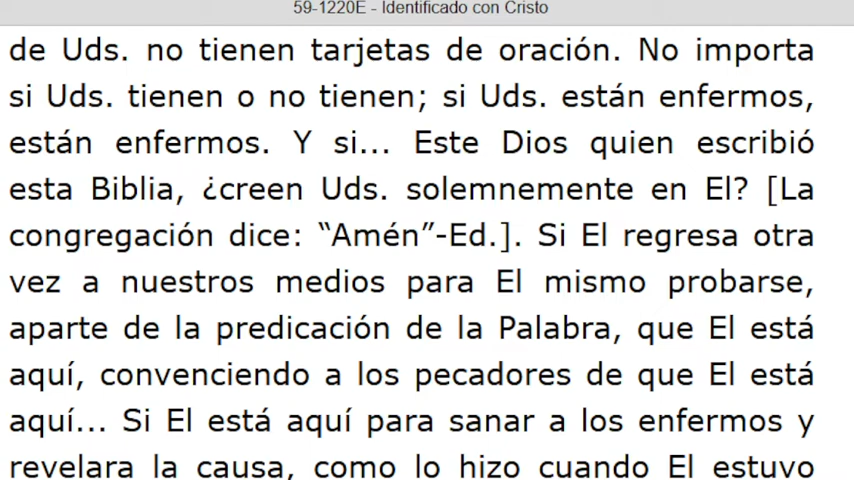 59-1220E - Identificado con Cristo
de Uds. no tienen tarjetas de oración. No importa
si Uds. tienen o no tienen; si Uds. están enfermos,
están enfermos. Y si... Este Dios quien escribió
esta Biblia, ¿creen Uds. solemnemente en El? [La
congregación dice: “Amén”-Ed.]. Si El regresa otra
vez a nuestros medios para El mismo probarse,
aparte de la predicación de la Palabra, que El está
aquí, convenciendo a los pecadores de que El está
aquí... Si El está aquí para sanar a los enfermos y
revelara la causa, como lo hizo cuando El estuvo